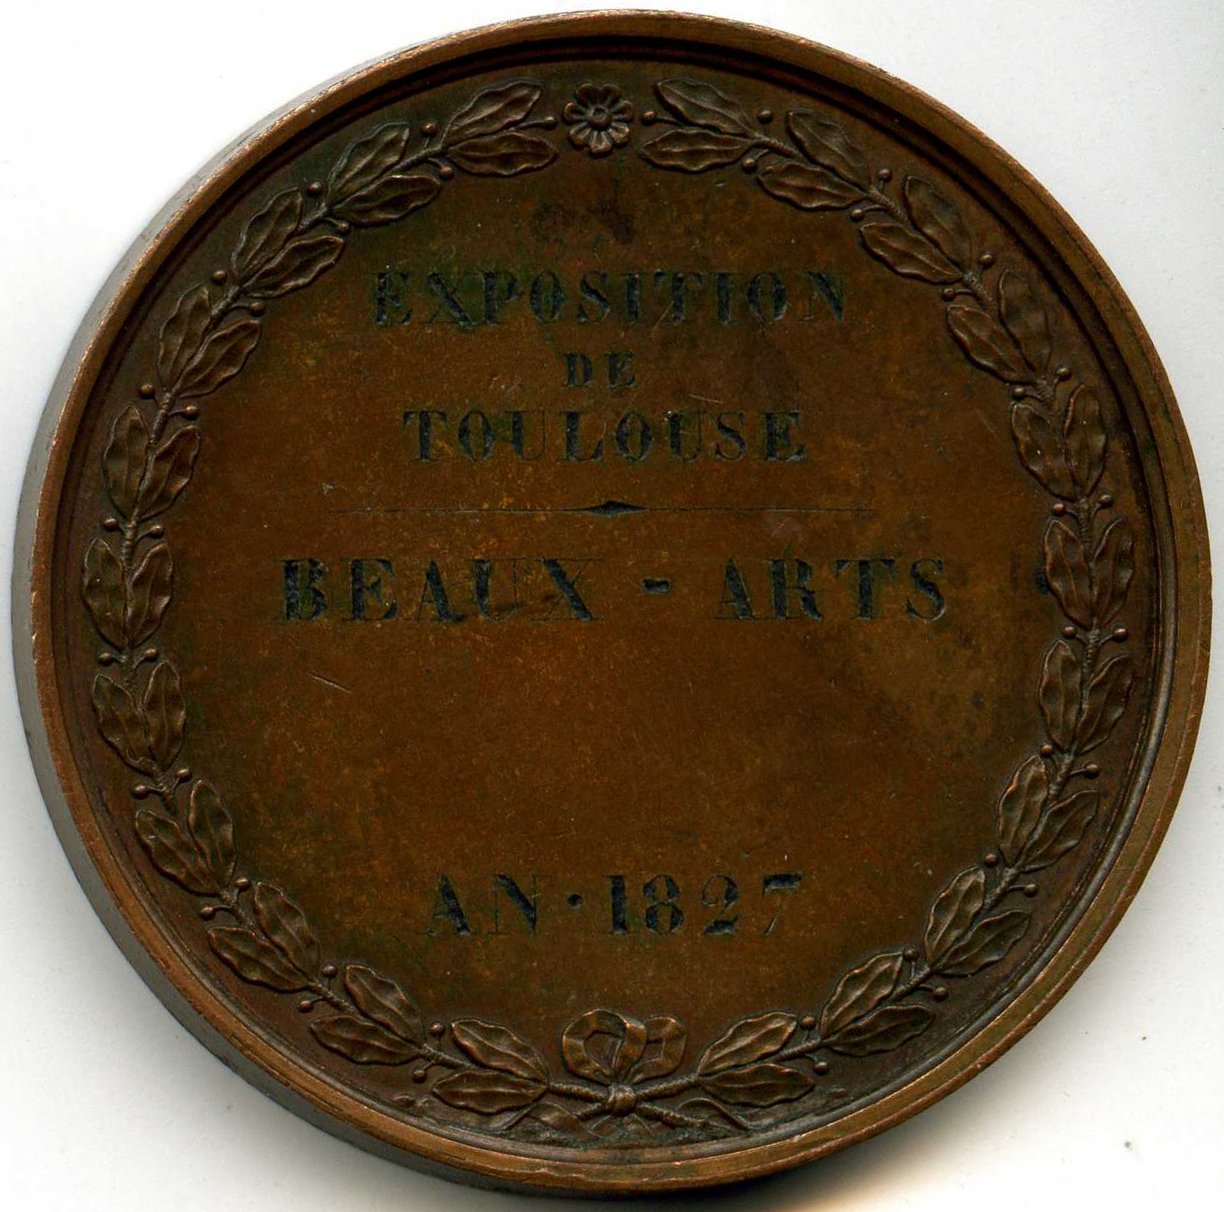 EXPOSITION
DE
TOULOUSE
BEAUX - ARTS
AN · 1827